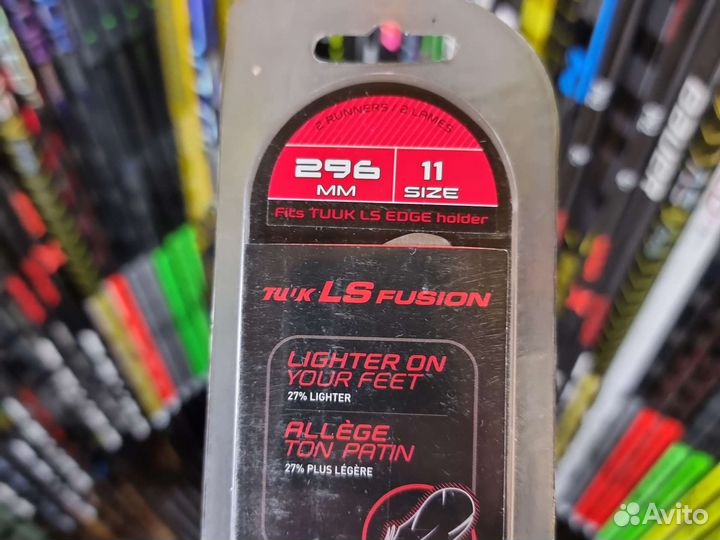 2 RUNNERS / 2 LAMES
296 MM
11 SIZE
Fits TUUK LS EDGE holder
TUUK LS FUSION
LIGHTER ON
YOUR FEET
27% LIGHTER
ALLÈGE
TON PATIN
27% PLUS LÉGÈRE
BAUER
Avito